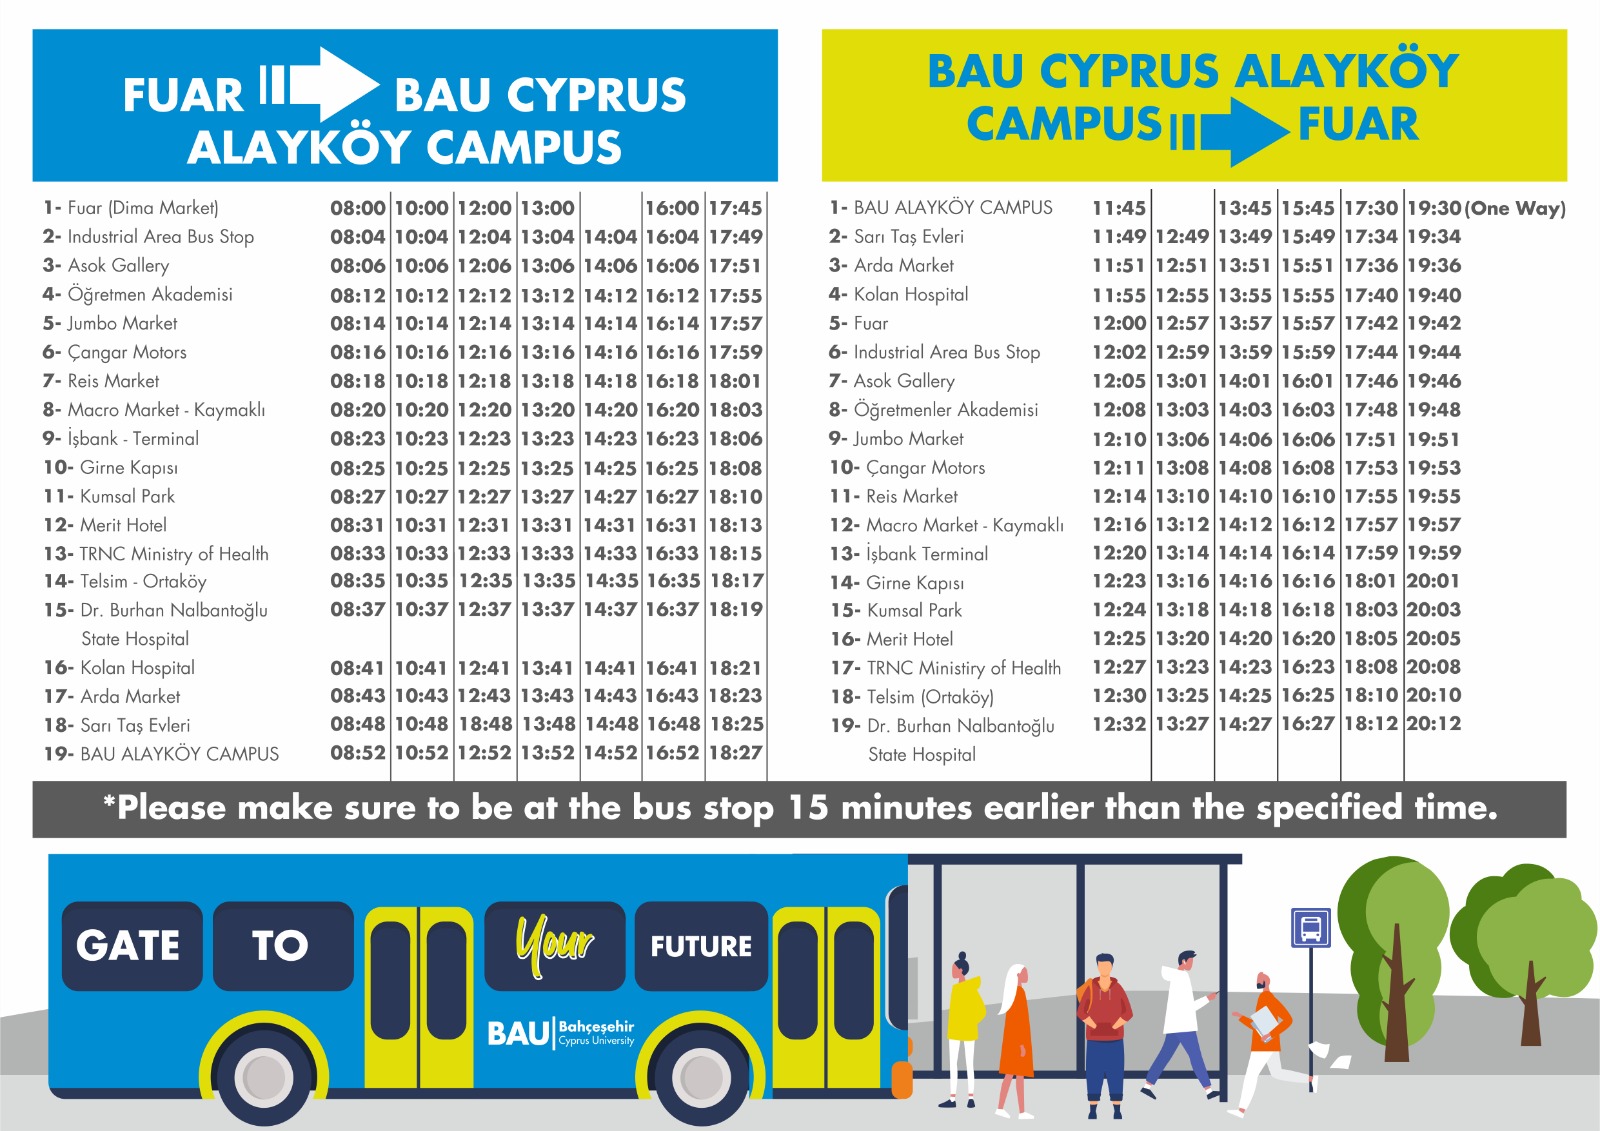 FUAR BAU CYPRUS
ALAYKÖY CAMPUS
1- Fuar (Dima Market) 08:00 10:00 12:00 13:00 16:00 17:45
2- Industrial Area Bus Stop 08:04 10:04 12:04 13:04 14:04 16:04 17:49
3- Asok Gallery 08:06 10:06 12:06 13:06 14:06 16:06 17:51
4- Öğretmen Akademisi 08:12 10:12 12:12 13:12 14:12 16:12 17:55
5- Jumbo Market 08:14 10:14 12:14 13:14 14:14 16:14 17:57
6- Çangar Motors 08:16 10:16 12:16 13:16 14:16 16:16 17:59
7- Reis Market 08:18 10:18 12:18 13:18 14:18 16:18 18:01
8- Macro Market - Kaymaklı 08:20 10:20 12:20 13:20 14:20 16:20 18:03
9- İşbank - Terminal 08:23 10:23 12:23 13:23 14:23 16:23 18:06
10- Girne Kapısı 08:25 10:25 12:25 13:25 14:25 16:25 18:08
11- Kumsal Park 08:27 10:27 12:27 13:27 14:27 16:27 18:10
12- Merit Hotel 08:31 10:31 12:31 13:31 14:31 16:31 18:13
13- TRNC Ministry of Health 08:33 10:33 12:33 13:33 14:33 16:33 18:15
14- Telsim - Ortaköy 08:35 10:35 12:35 13:35 14:35 16:35 18:17
15- Dr. Burhan Nalbantoğlu 08:37 10:37 12:37 13:37 14:37 16:37 18:19
State Hospital
16- Kolan Hospital 08:41 10:41 12:41 13:41 14:41 16:41 18:21
17- Arda Market 08:43 10:43 12:43 13:43 14:43 16:43 18:23
18- Sarı Taş Evleri 08:48 10:48 18:48 13:48 14:48 16:48 18:25
19- BAU ALAYKÖY CAMPUS 08:52 10:52 12:52 13:52 14:52 16:52 18:27
BAU CYPRUS ALAYKÖY
CAMPUS FUAR
1- BAU ALAYKÖY CAMPUS 11:45 13:45 15:45 17:30 19:30 (One Way)
2- Sarı Taş Evleri 11:49 12:49 13:49 15:49 17:34 19:34
3- Arda Market 11:51 12:51 13:51 15:51 17:36 19:36
4- Kolan Hospital 11:55 12:55 13:55 15:55 17:40 19:40
5- Fuar 12:00 12:57 13:57 15:57 17:42 19:42
6- Industrial Area Bus Stop 12:02 12:59 13:59 15:59 17:44 19:44
7- Asok Gallery 12:05 13:01 14:01 16:01 17:46 19:46
8- Öğretmenler Akademisi 12:08 13:03 14:03 16:03 17:48 19:48
9- Jumbo Market 12:10 13:06 14:06 16:06 17:51 19:51
10- Çangar Motors 12:11 13:08 14:08 16:08 17:53 19:53
11- Reis Market 12:14 13:10 14:10 16:10 17:55 19:55
12- Macro Market - Kaymaklı 12:16 13:12 14:12 16:12 17:57 19:57
13- İşbank Terminal 12:20 13:14 14:14 16:14 17:59 19:59
14- Girne Kapısı 12:23 13:16 14:16 16:16 18:01 20:01
15- Kumsal Park 12:24 13:18 14:18 16:18 18:03 20:03
16- Merit Hotel 12:25 13:20 14:20 16:20 18:05 20:05
17- TRNC Ministiry of Health 12:27 13:23 14:23 16:23 18:08 20:08
18- Telsim (Ortaköy) 12:30 13:25 14:25 16:25 18:10 20:10
19- Dr. Burhan Nalbantoğlu 12:32 13:27 14:27 16:27 18:12 20:12
State Hospital
*Please make sure to be at the bus stop 15 minutes earlier than the specified time.
GATE TO Your FUTURE
BAU Bahçeşehir
Cyprus University